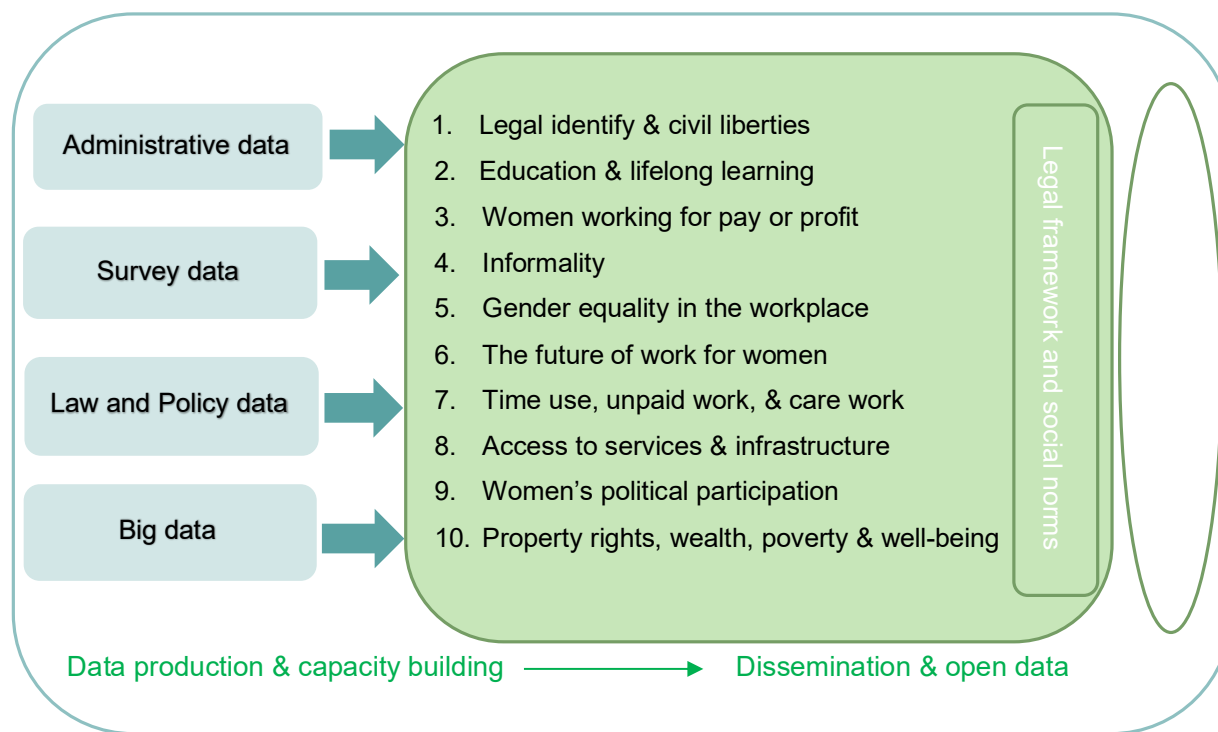 Administrative data
Survey data
Law and Policy data
Big data
1. Legal identify & civil liberties
2. Education & lifelong learning
3. Women working for pay or profit
4. Informality
5. Gender equality in the workplace
6. The future of work for women
7. Time use, unpaid work, & care work
8. Access to services & infrastructure
9. Women’s political participation
10. Property rights, wealth, poverty & well-being
Legal framework and social norms
Data production & capacity building
Dissemination & open data